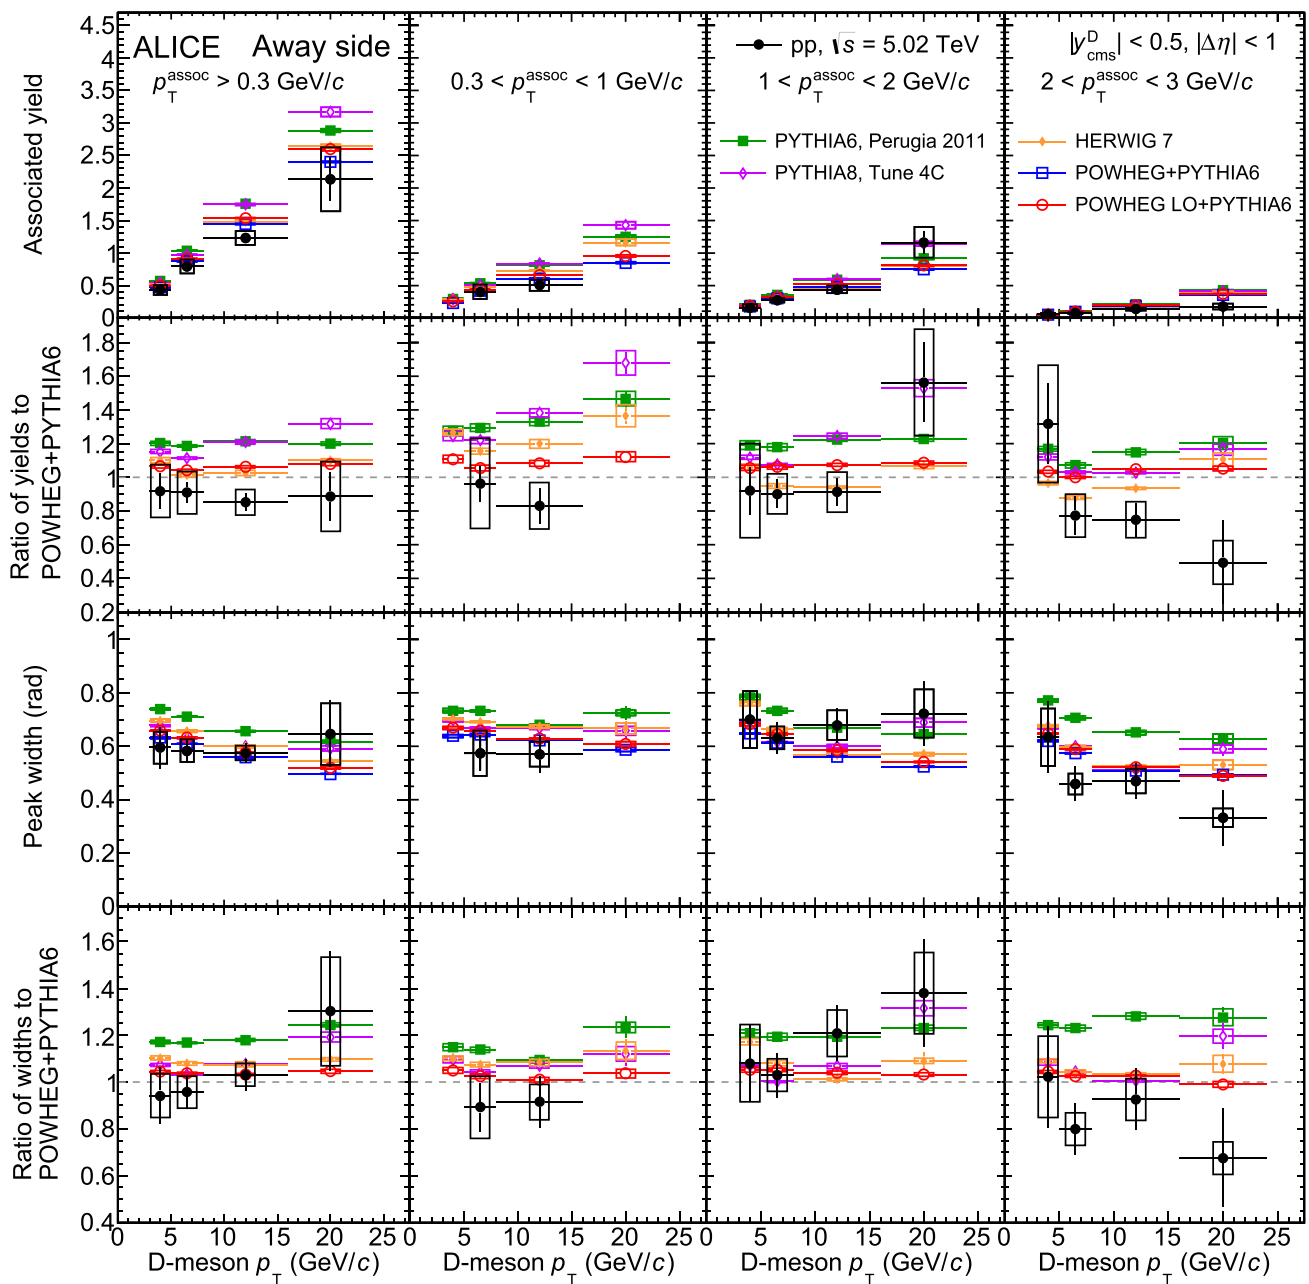 ALICE Away side
p_T^assoc > 0.3 GeV/c
0.3 < p_T^assoc < 1 GeV/c
pp, √s = 5.02 TeV
1 < p_T^assoc < 2 GeV/c
PYTHIA6, Perugia 2011
PYTHIA8, Tune 4C
|y^D_cms| < 0.5, |Δη| < 1
2 < p_T^assoc < 3 GeV/c
HERWIG 7
POWHEG+PYTHIA6
POWHEG LO+PYTHIA6
Associated yield
4.5
4
3.5
3
2.5
2
1.5
1
0.5
0
Ratio of yields to
POWHEG+PYTHIA6
1.8
1.6
1.4
1.2
1
0.8
0.6
0.4
0.2
Peak width (rad)
1
0.8
0.6
0.4
0.2
0
Ratio of widths to
POWHEG+PYTHIA6
1.6
1.4
1.2
1
0.8
0.6
0.4
0 5 10 15 20 25 0 5 10 15 20 25 0 5 10 15 20 25 0 5 10 15 20 25
D-meson p_T (GeV/c) D-meson p_T (GeV/c) D-meson p_T (GeV/c) D-meson p_T (GeV/c)